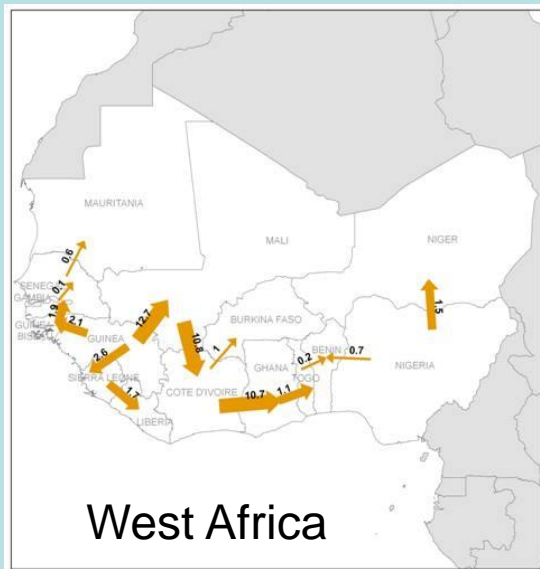 MAURITANIA
MALI
NIGER
0.6
0.1
SENEG
GAMBIA
1.9
2.1
GUINEA
12.7
10.8
1
BURKINA FASO
1.5
2.6
SIERRA LEONE
1.7
LIBERIA
COTE D'IVOIRE
10.7
GHANA
1.1
0.2
TOGO
BENIN
0.7
NIGERIA
West Africa